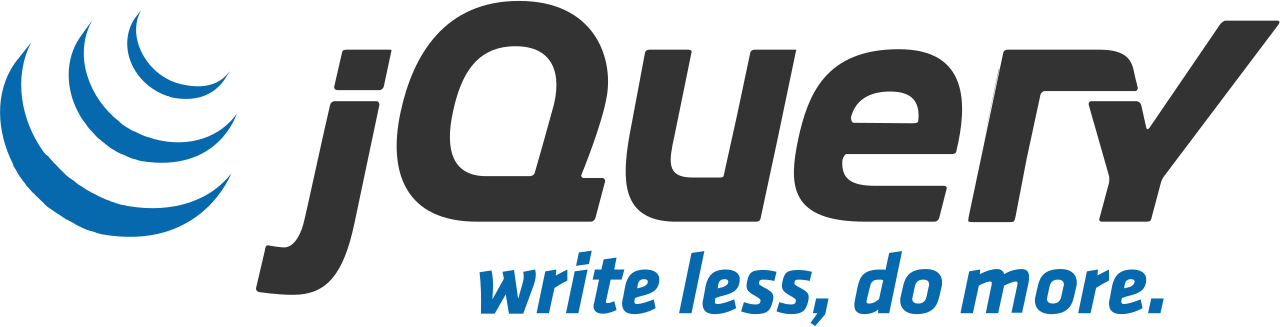 jQuery
write less, do more.